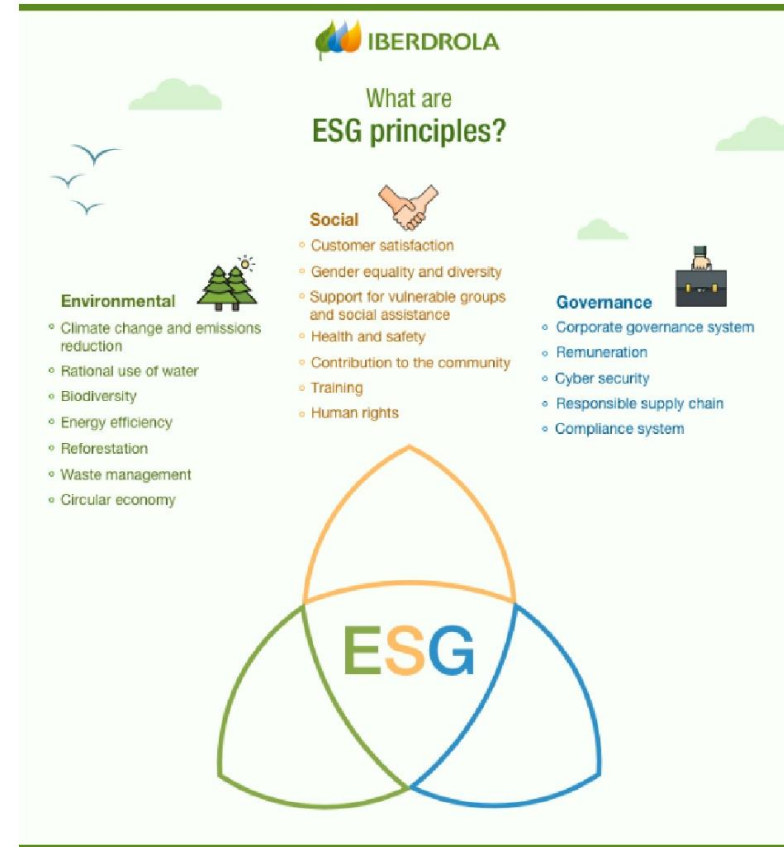 IBERDROLA
What are
ESG principles?
Social
Customer satisfaction
Gender equality and diversity
Support for vulnerable groups
and social assistance
Health and safety
Contribution to the community
Training
Human rights
Environmental
Climate change and emissions
reduction
Rational use of water
Biodiversity
Energy efficiency
Reforestation
Waste management
Circular economy
Governance
Corporate governance system
Remuneration
Cyber security
Responsible supply chain
Compliance system
ESG